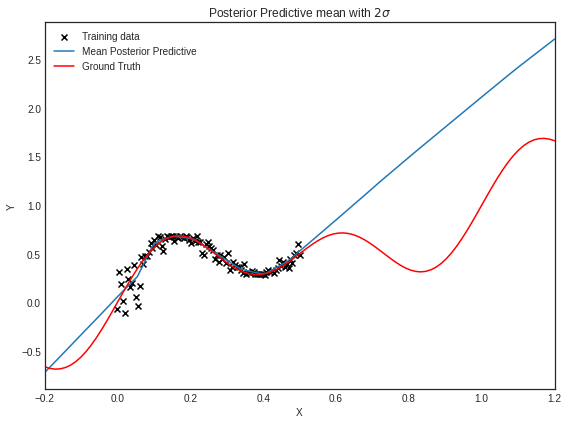 Posterior Predictive mean with 2σ
Training data
Mean Posterior Predictive
Ground Truth
Y
2.5
2.0
1.5
1.0
0.5
0.0
−0.5
−0.2 0.0 0.2 0.4 0.6 0.8 1.0 1.2
X